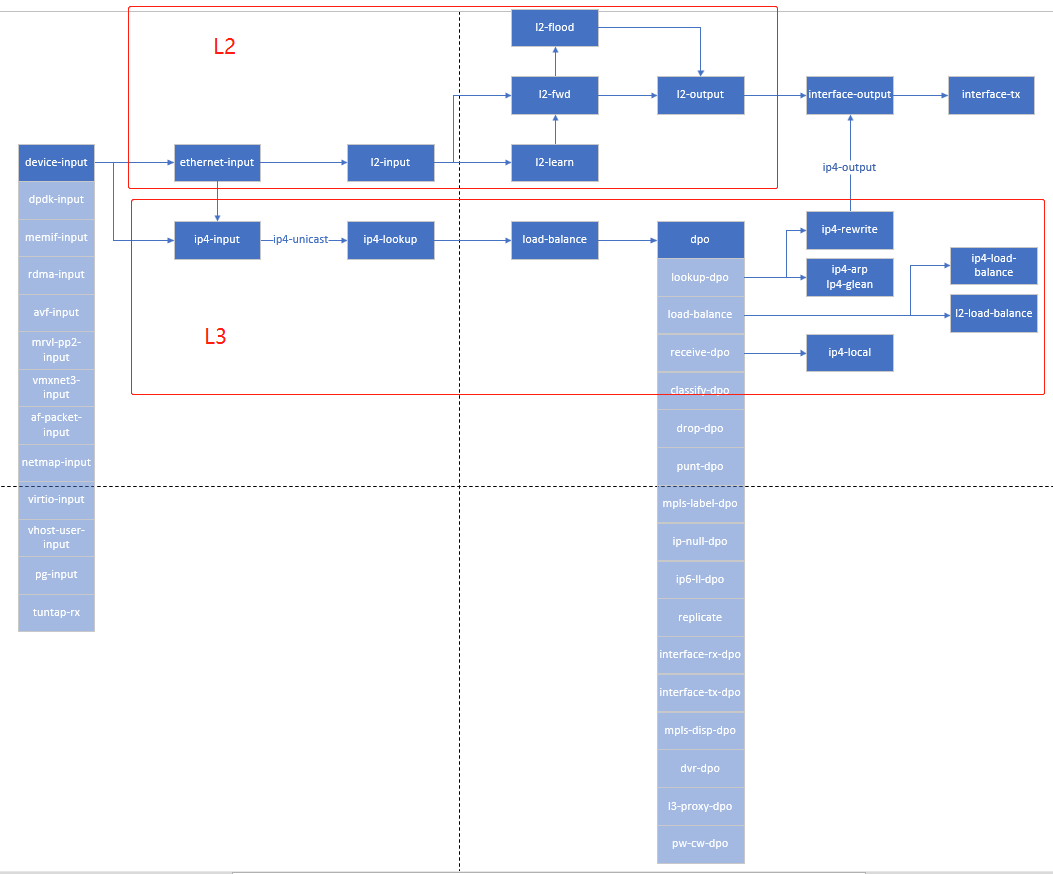 L2
l2-flood
l2-fwd
l2-output
interface-output
interface-tx
device-input
ethernet-input
l2-input
l2-learn
ip4-output
dpdk-input
memif-input
rdma-input
avf-input
mrvl-pp2-
input
vmxnet3-
input
af-packet-
input
netmap-input
virtio-input
vhost-user-
input
pg-input
tuntap-rx
ip4-input
ip4-unicast
ip4-lookup
load-balance
L3
dpo
lookup-dpo
load-balance
receive-dpo
classify-dpo
drop-dpo
punt-dpo
mpls-label-dpo
ip-null-dpo
ip6-ll-dpo
replicate
interface-rx-dpo
interface-tx-dpo
mpls-disp-dpo
dvr-dpo
l3-proxy-dpo
pw-cw-dpo
ip4-rewrite
ip4-arp
Ip4-glean
ip4-local
ip4-load-
balance
l2-load-balance